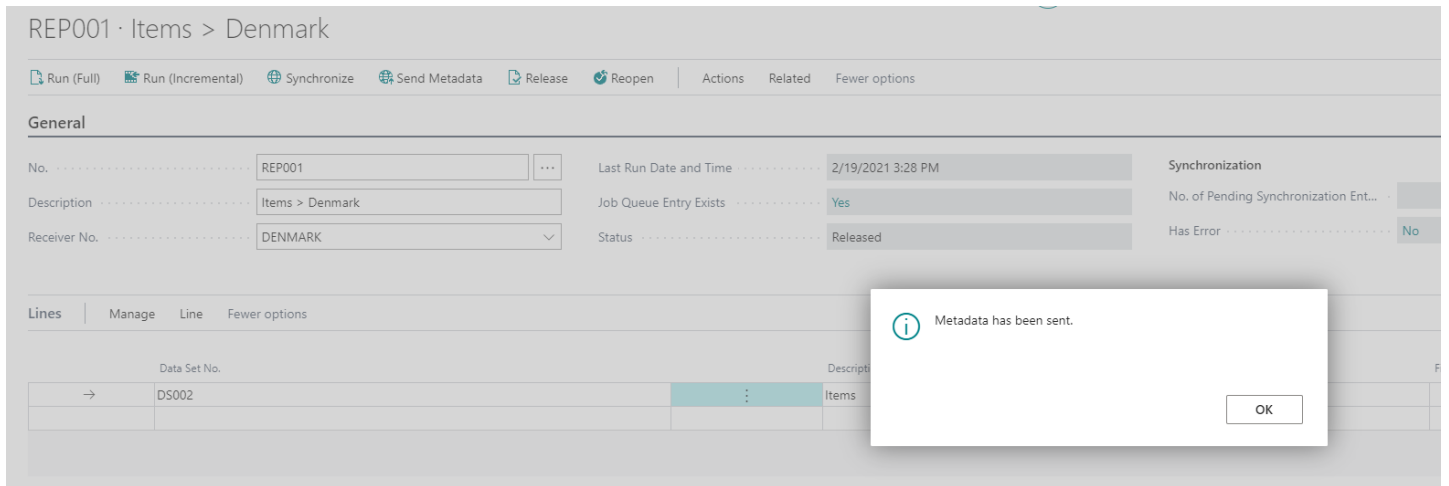 REP001 · Items > Denmark
Run (Full) Run (Incremental) Synchronize Send Metadata Release Reopen Actions Related Fewer options
General
No. REP001 ... Last Run Date and Time 2/19/2021 3:28 PM Synchronization
Description Items > Denmark Job Queue Entry Exists Yes No. of Pending Synchronization Ent...
Receiver No. DENMARK Status Released Has Error No
Lines Manage Line Fewer options
Metadata has been sent.
Data Set No. Descripti F
DS002 Items
OK